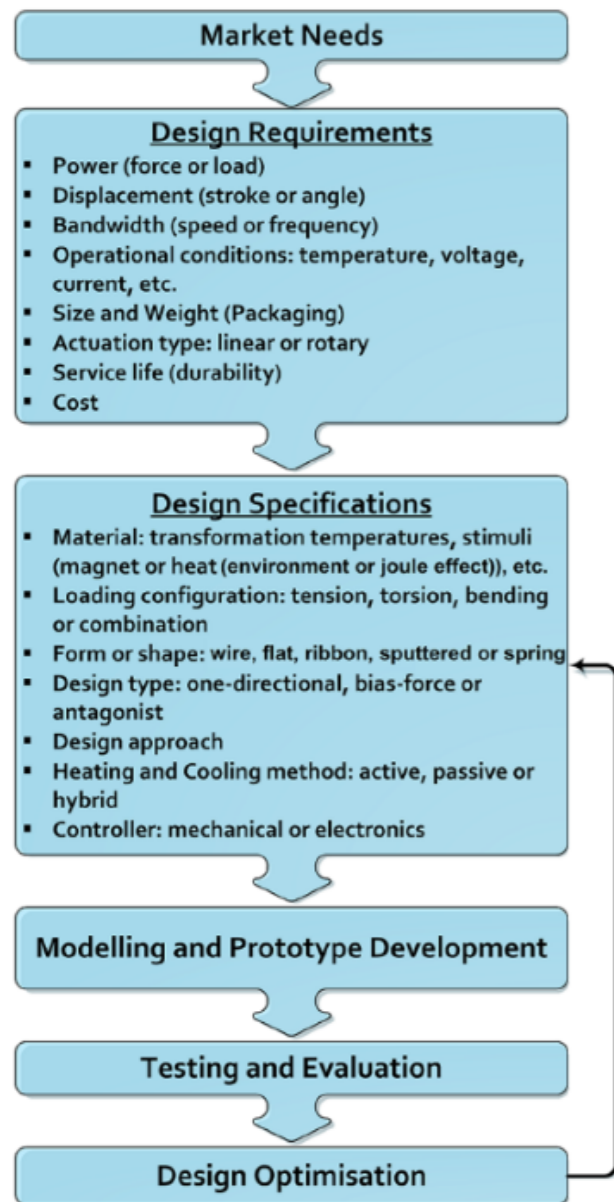 Market Needs
Design Requirements
▪ Power (force or load)
▪ Displacement (stroke or angle)
▪ Bandwidth (speed or frequency)
▪ Operational conditions: temperature, voltage,
current, etc.
▪ Size and Weight (Packaging)
▪ Actuation type: linear or rotary
▪ Service life (durability)
▪ Cost
Design Specifications
▪ Material: transformation temperatures, stimuli
(magnet or heat (environment or joule effect)), etc.
▪ Loading configuration: tension, torsion, bending
or combination
▪ Form or shape: wire, flat, ribbon, sputtered or spring
▪ Design type: one-directional, bias-force or
antagonist
▪ Design approach
▪ Heating and Cooling method: active, passive or
hybrid
▪ Controller: mechanical or electronics
Modelling and Prototype Development
Testing and Evaluation
Design Optimisation